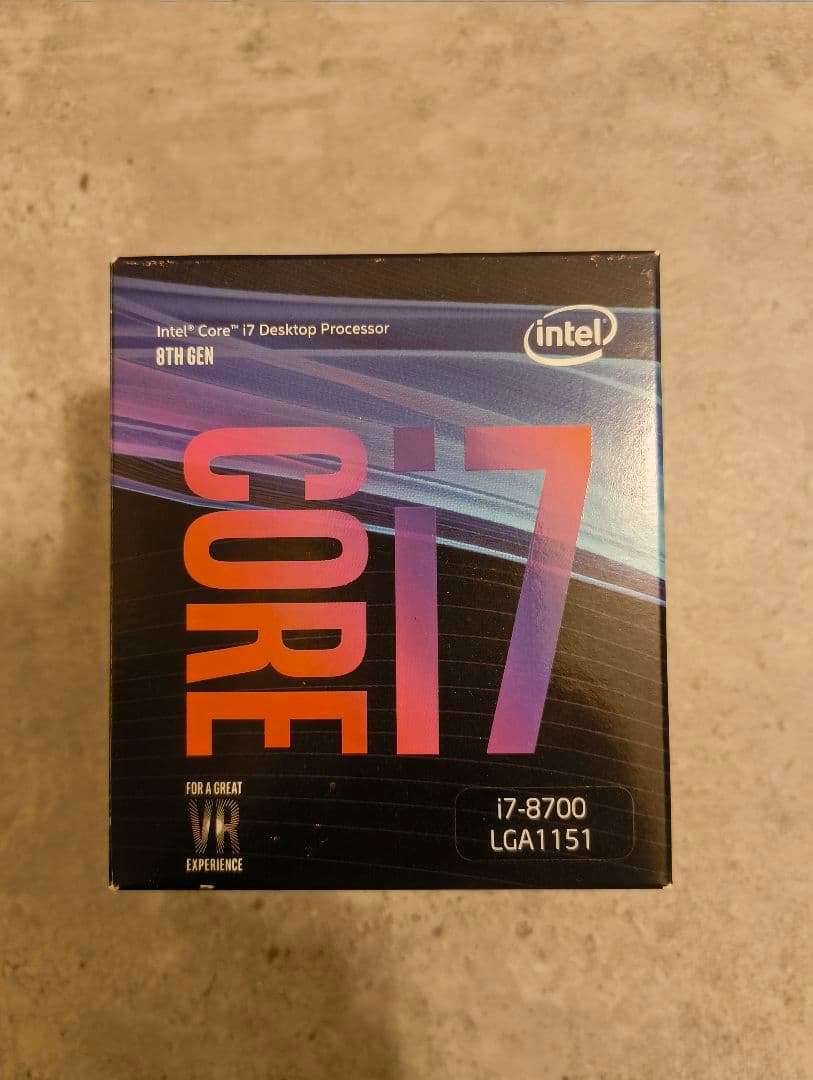 Intel® Core™ i7 Desktop Processor
8TH GEN
intel®
CORE i7
FOR A GREAT
VR
EXPERIENCE
i7-8700
LGA1151